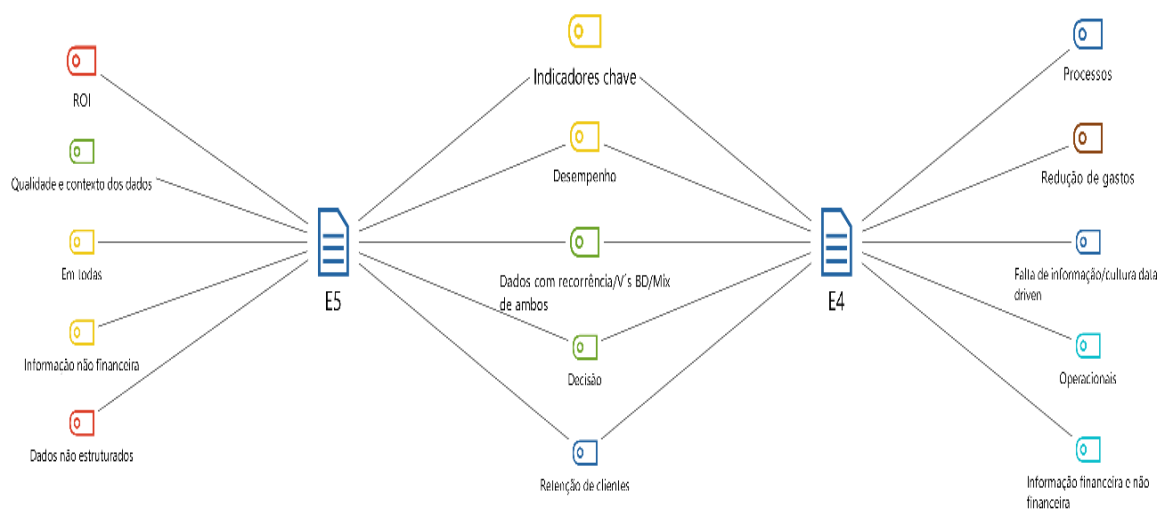 ROI
Qualidade e contexto dos dados
Em todas
Informação não financeira
Dados não estruturados
E5
Indicadores chave
Desempenho
Dados com recorrência/V´s BD/Mix
de ambos
Decisão
Retenção de clientes
E4
Processos
Redução de gastos
Falta de informação/cultura data
driven
Operacionais
Informação financeira e não
financeira